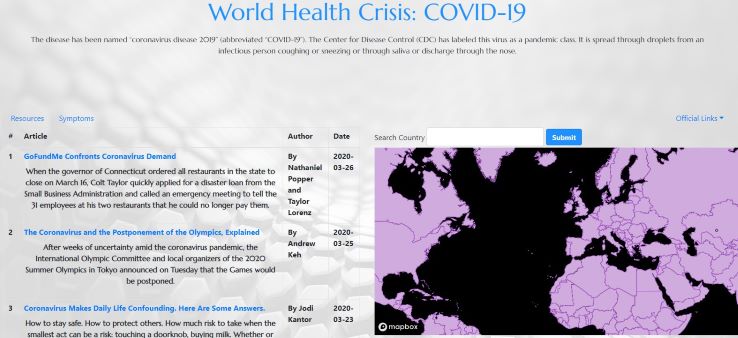 World Health Crisis: COVID-19
The disease has been named "coronavirus disease 2019" (abbreviated "COVID-19"). The Center for Disease Control (CDC) has labeled this virus as a pandemic class. It is spread through droplets from an
infectious person coughing or sneezing or through saliva or discharge through the nose.
Resources Symptoms Official Links
# Article Author Date
Search Country Submit
1 GoFundMe Confronts Coronavirus Demand
When the governor of Connecticut ordered all restaurants in the state to
close on March 16, Colt Taylor quickly applied for a disaster loan from the
Small Business Administration and called an emergency meeting to tell the
31 employees at his two restaurants that he could no longer pay them.
By
Nathaniel
Popper
and
Taylor
Lorenz
2020-
03-26
2 The Coronavirus and the Postponement of the Olympics, Explained
After weeks of uncertainty amid the coronavirus pandemic, the
International Olympic Committee and local organizers of the 2020
Summer Olympics in Tokyo announced on Tuesday that the Games would
be postponed.
By
Andrew
Keh
2020-
03-25
3 Coronavirus Makes Daily Life Confounding. Here Are Some Answers.
How to stay safe. How to protect others. How much risk to take when the
smallest act can be a risk: touching a doorknob, buying milk. Whether or
By Jodi
Kantor
2020-
03-23
mapbox